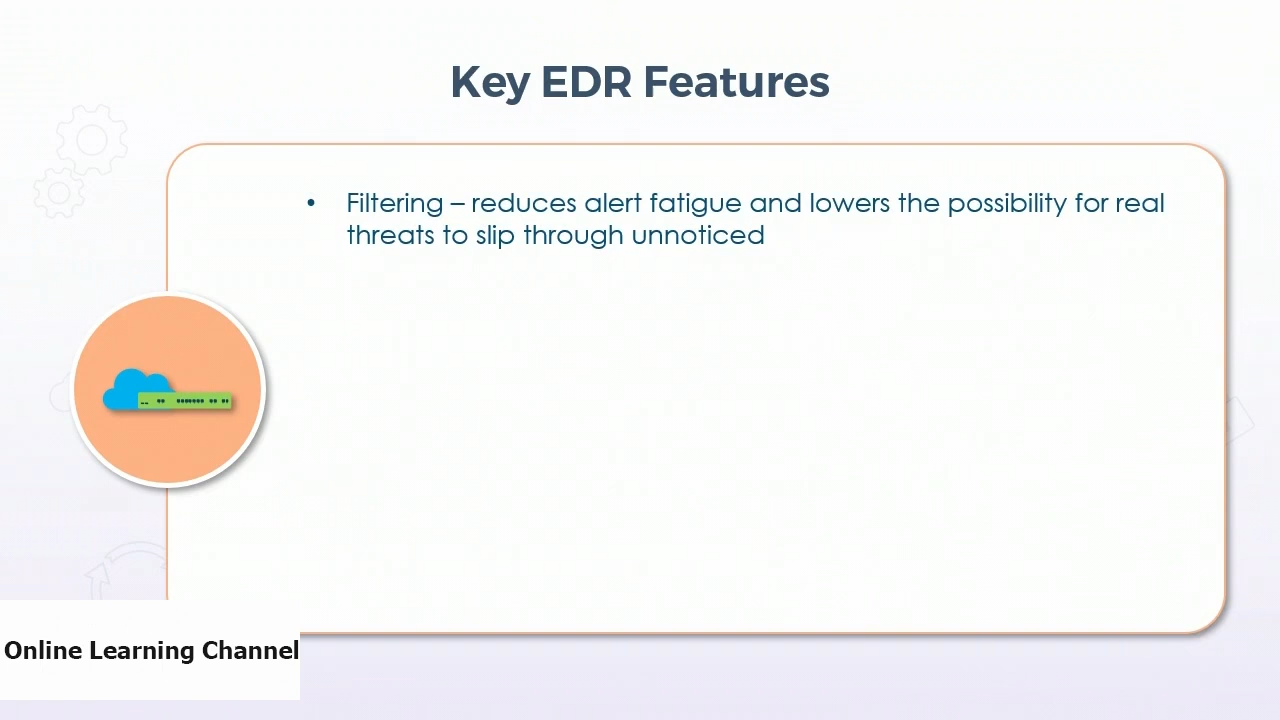 Key EDR Features
• Filtering – reduces alert fatigue and lowers the possibility for real
threats to slip through unnoticed
Online Learning Channel